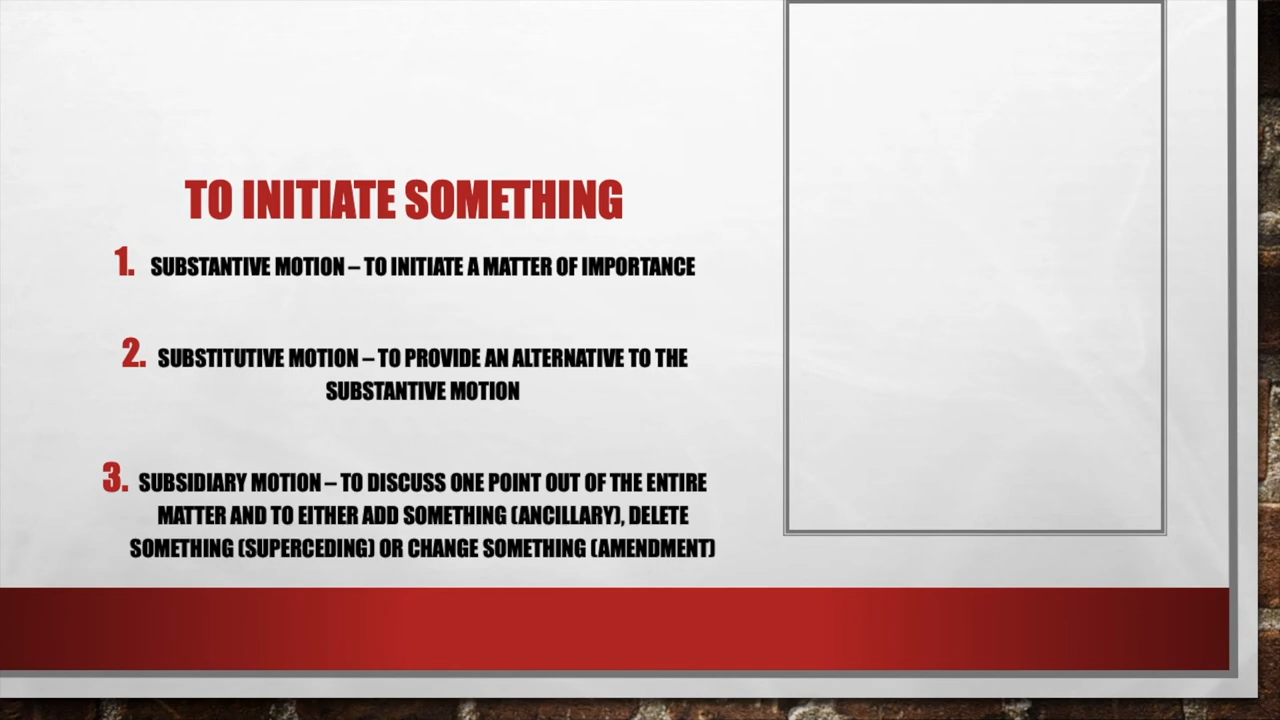 TO INITIATE SOMETHING
1. SUBSTANTIVE MOTION – TO INITIATE A MATTER OF IMPORTANCE
2. SUBSTITUTIVE MOTION – TO PROVIDE AN ALTERNATIVE TO THE
SUBSTANTIVE MOTION
3. SUBSIDIARY MOTION – TO DISCUSS ONE POINT OUT OF THE ENTIRE
MATTER AND TO EITHER ADD SOMETHING (ANCILLARY), DELETE
SOMETHING (SUPERCEDING) OR CHANGE SOMETHING (AMENDMENT)